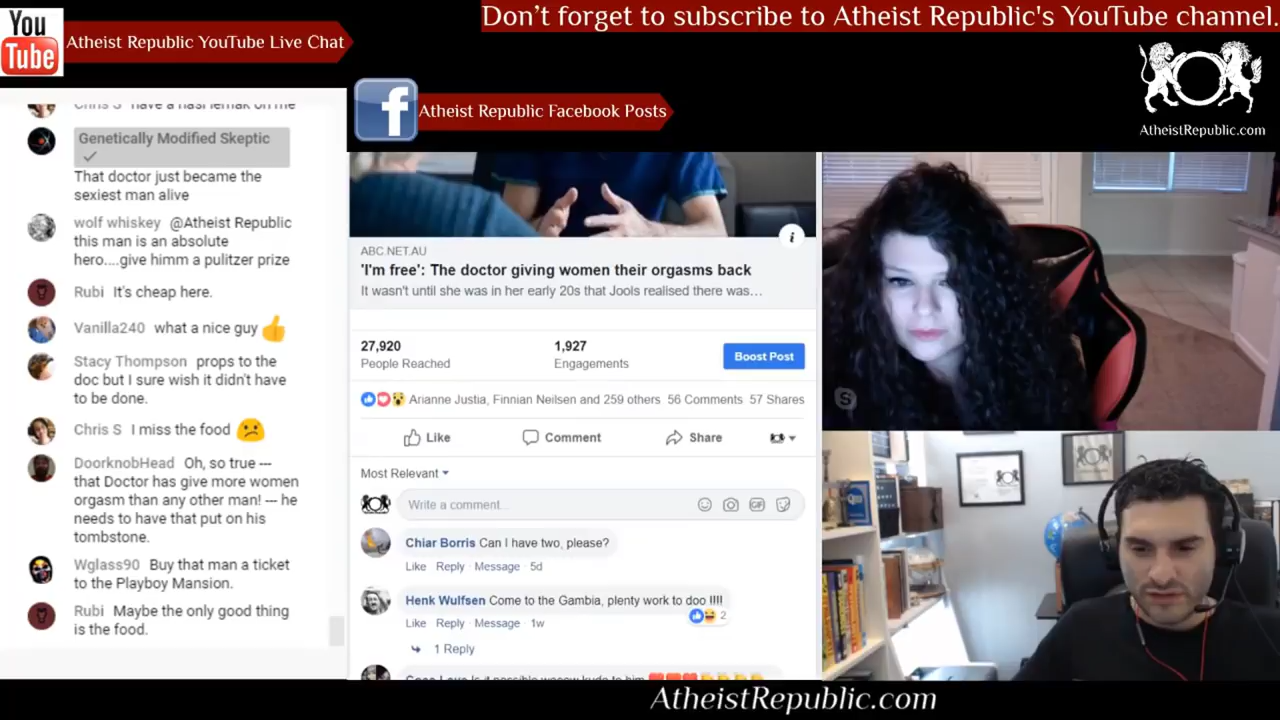 Don't forget to subscribe to Atheist Republic's YouTube channel.
You
Tube
Atheist Republic YouTube Live Chat
f
Atheist Republic Facebook Posts
AtheistRepublic.com
Chris S have a nasi lemak on me
Genetically Modified Skeptic
That doctor just became the
sexiest man alive
wolf whiskey @Atheist Republic
this man is an absolute
hero....give himm a pulitzer prize
Rubi It's cheap here.
Vanilla240 what a nice guy 👍
Stacy Thompson props to the
doc but I sure wish it didn't have
to be done.
Chris S I miss the food 🙁
DoorknobHead Oh, so true ---
that Doctor has give more women
orgasm than any other man! --- he
needs to have that put on his
tombstone.
Wglass90 Buy that man a ticket
to the Playboy Mansion.
Rubi Maybe the only good thing
is the food.
i
ABC.NET.AU
'I'm free': The doctor giving women their orgasms back
It wasn't until she was in her early 20s that Jools realised there was...
27,920
People Reached
1,927
Engagements
Boost Post
Arianne Justia, Finnian Neilsen and 259 others 56 Comments 57 Shares
Like Comment Share
Most Relevant
Write a comment...
GIF
Chiar Borris Can I have two, please?
Like · Reply · Message · 5d
Henk Wulfsen Come to the Gambia, plenty work to doo !!!!
2
Like · Reply · Message · 1w
1 Reply
S
AtheistRepublic.com